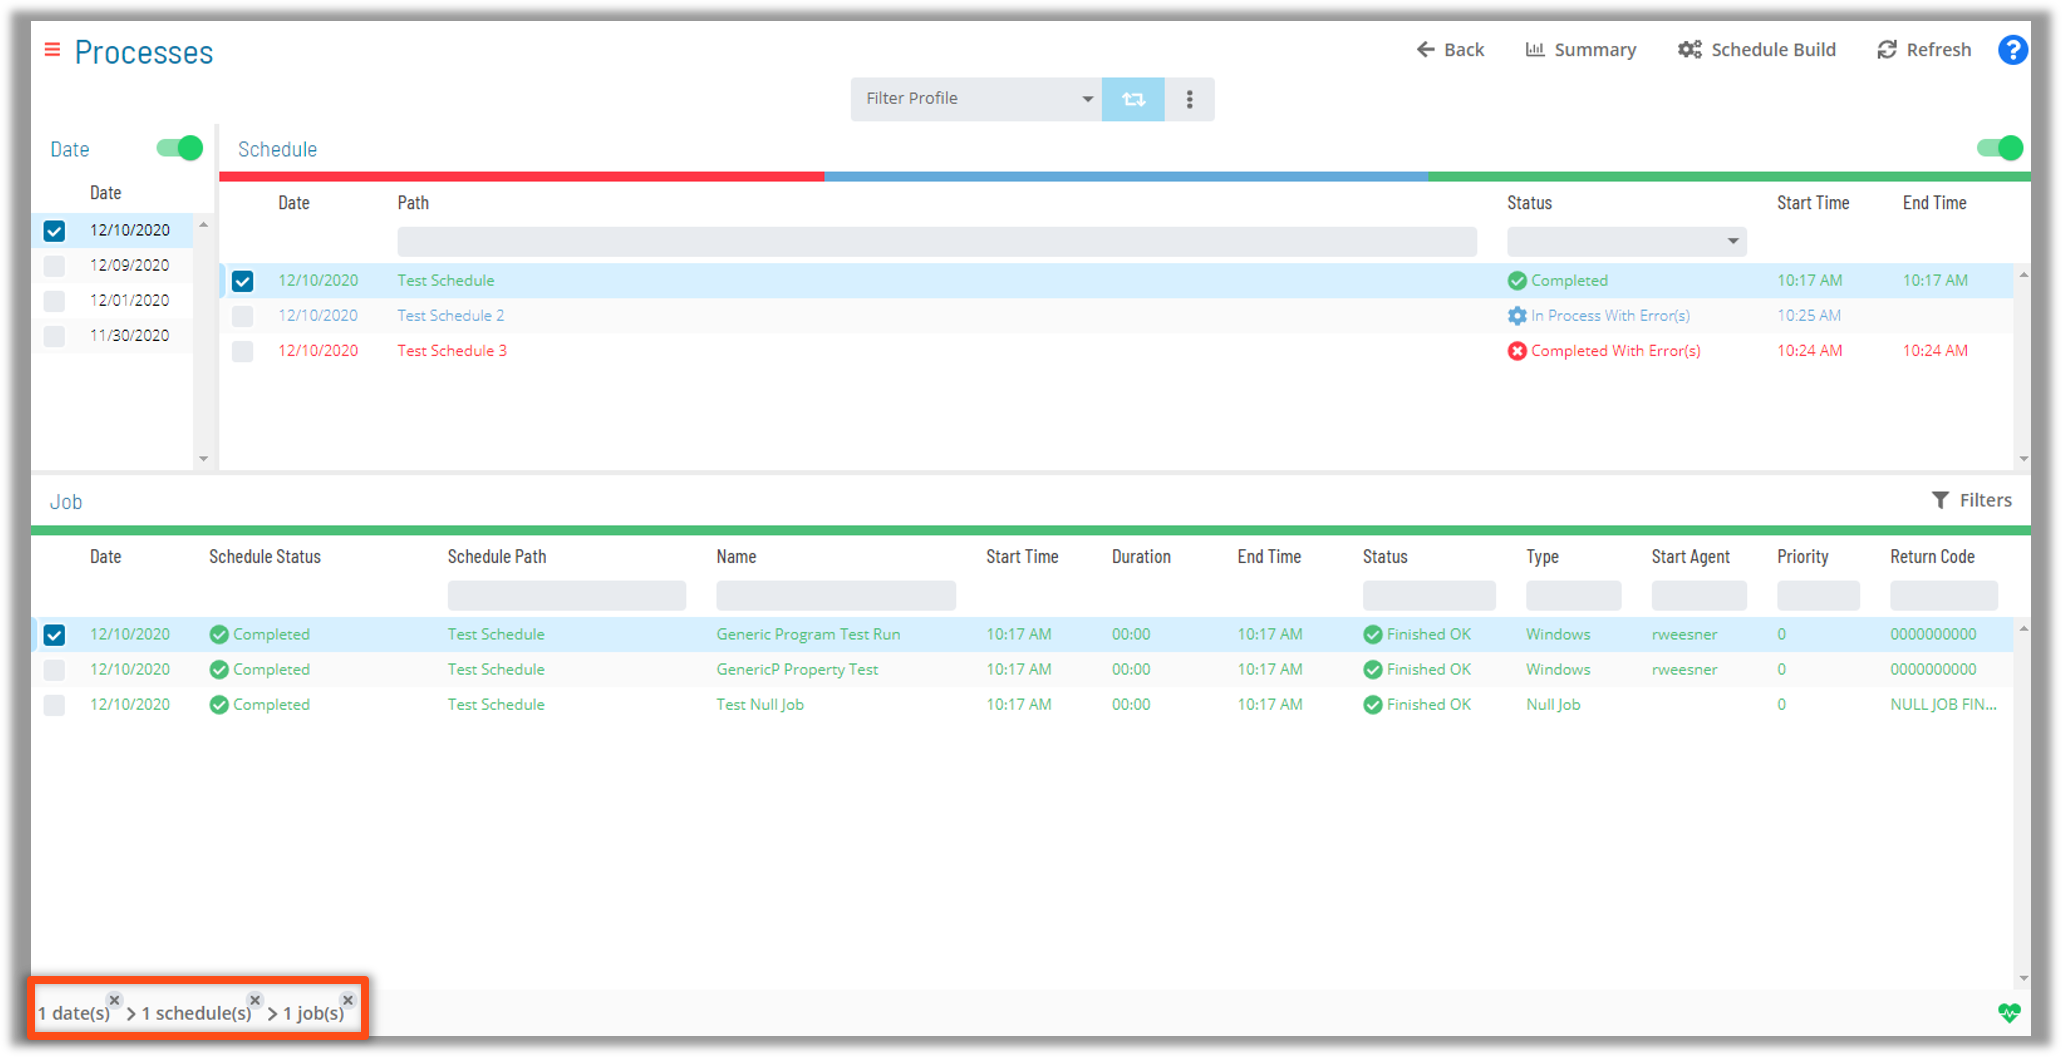 Processes
Back Summary Schedule Build Refresh ?
Filter Profile
Date Schedule
Date
Date Path Status Start Time End Time
12/10/2020
12/09/2020
12/01/2020
11/30/2020
12/10/2020 Test Schedule Completed 10:17 AM 10:17 AM
12/10/2020 Test Schedule 2 In Process With Error(s) 10:25 AM
12/10/2020 Test Schedule 3 Completed With Error(s) 10:24 AM 10:24 AM
Job Filters
Date Schedule Status Schedule Path Name Start Time Duration End Time Status Type Start Agent Priority Return Code
12/10/2020 Completed Test Schedule Generic Program Test Run 10:17 AM 00:00 10:17 AM Finished OK Windows rweesner 0 0000000000
12/10/2020 Completed Test Schedule GenericP Property Test 10:17 AM 00:00 10:17 AM Finished OK Windows rweesner 0 0000000000
12/10/2020 Completed Test Schedule Test Null Job 10:17 AM 00:00 10:17 AM Finished OK Null Job 0 NULL JOB FIN...
1 date(s) > 1 schedule(s) > 1 job(s)